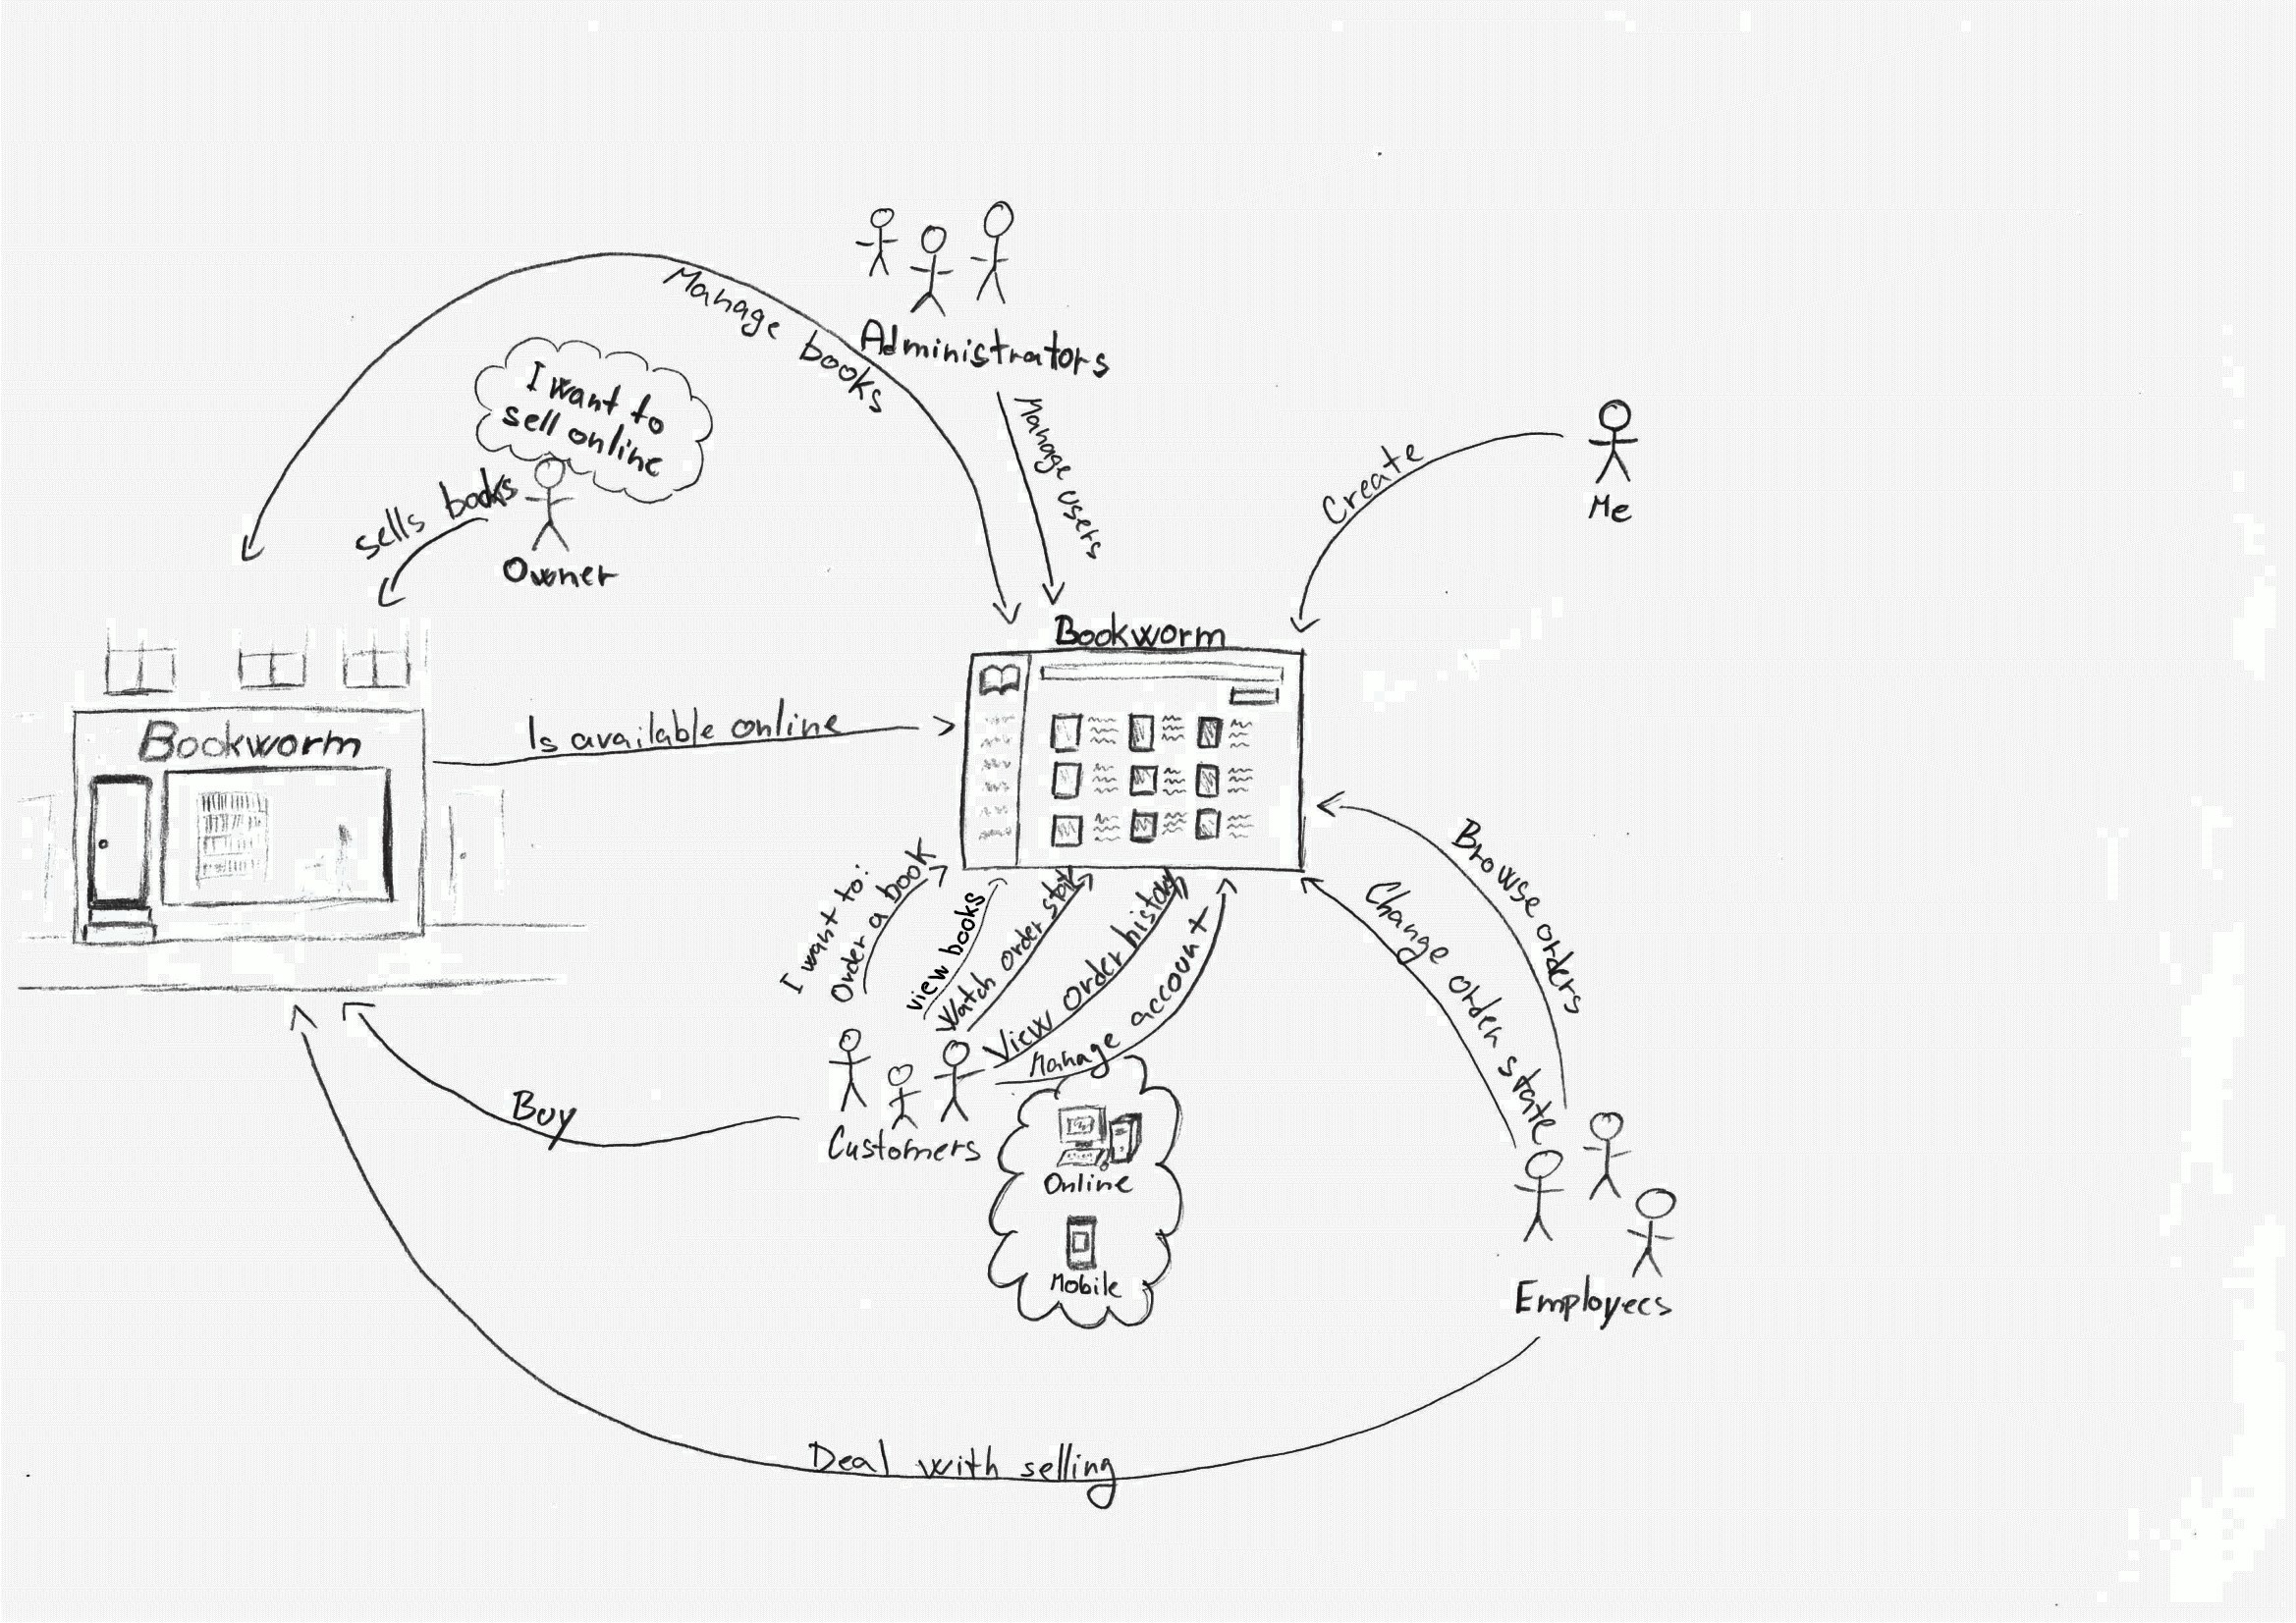 Administrators
Manage books
Manage users
I want to
sell online
sells books
Owner
Create
Me
Bookworm
Bookworm
Is available online
I want to:
Order a book
view books
Watch order
View order history
Manage account
Browse orders
Change order state
Customers
Buy
Online
Mobile
Employees
Deal with selling